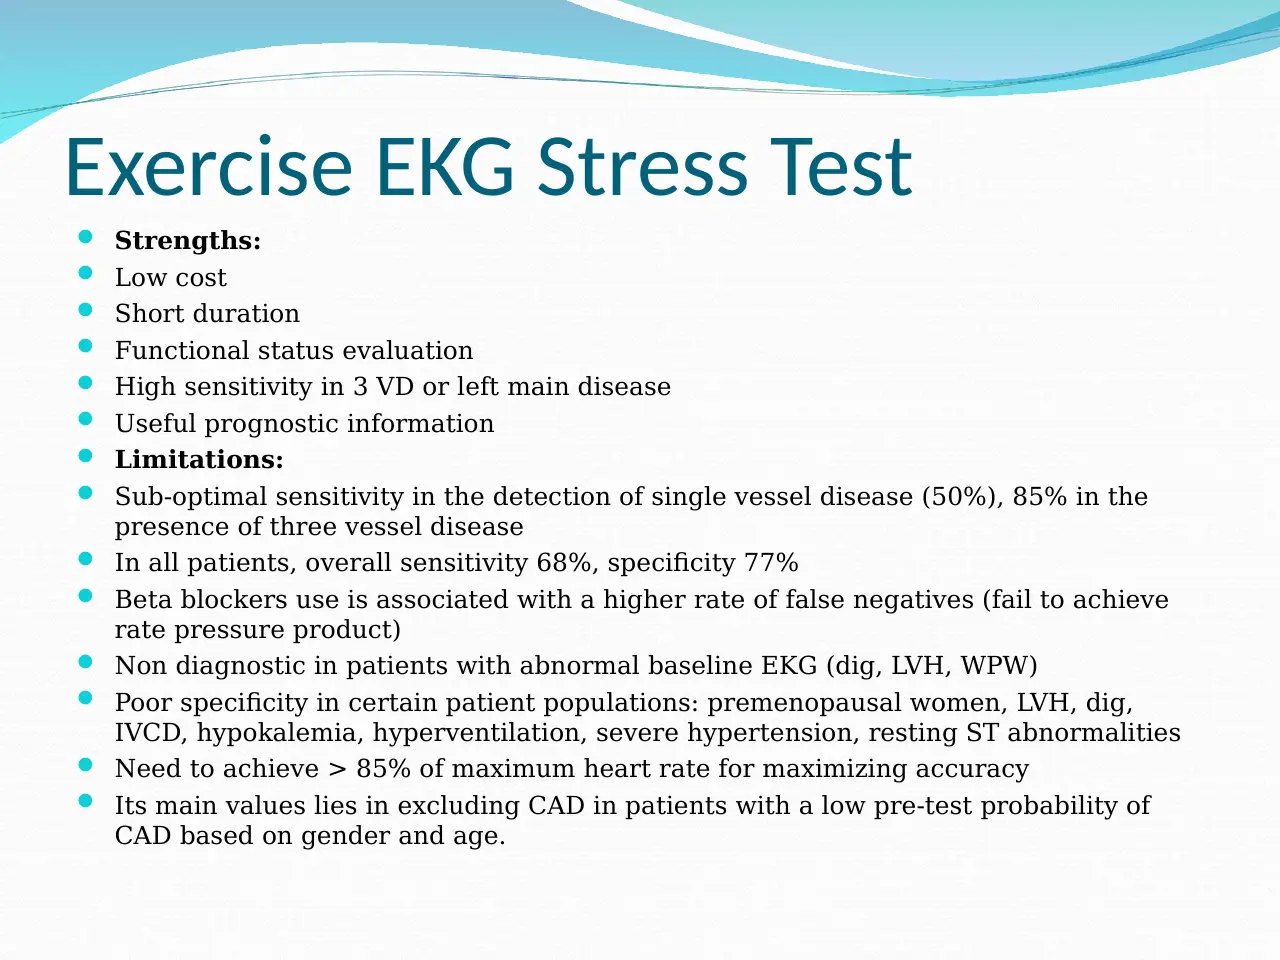 Exercise EKG Stress Test
Strengths:
Low cost
Short duration
Functional status evaluation
High sensitivity in 3 VD or left main disease
Useful prognostic information
Limitations:
Sub-optimal sensitivity in the detection of single vessel disease (50%), 85% in the
presence of three vessel disease
In all patients, overall sensitivity 68%, specificity 77%
Beta blockers use is associated with a higher rate of false negatives (fail to achieve
rate pressure product)
Non diagnostic in patients with abnormal baseline EKG (dig, LVH, WPW)
Poor specificity in certain patient populations: premenopausal women, LVH, dig,
IVCD, hypokalemia, hyperventilation, severe hypertension, resting ST abnormalities
Need to achieve > 85% of maximum heart rate for maximizing accuracy
Its main values lies in excluding CAD in patients with a low pre-test probability of
CAD based on gender and age.